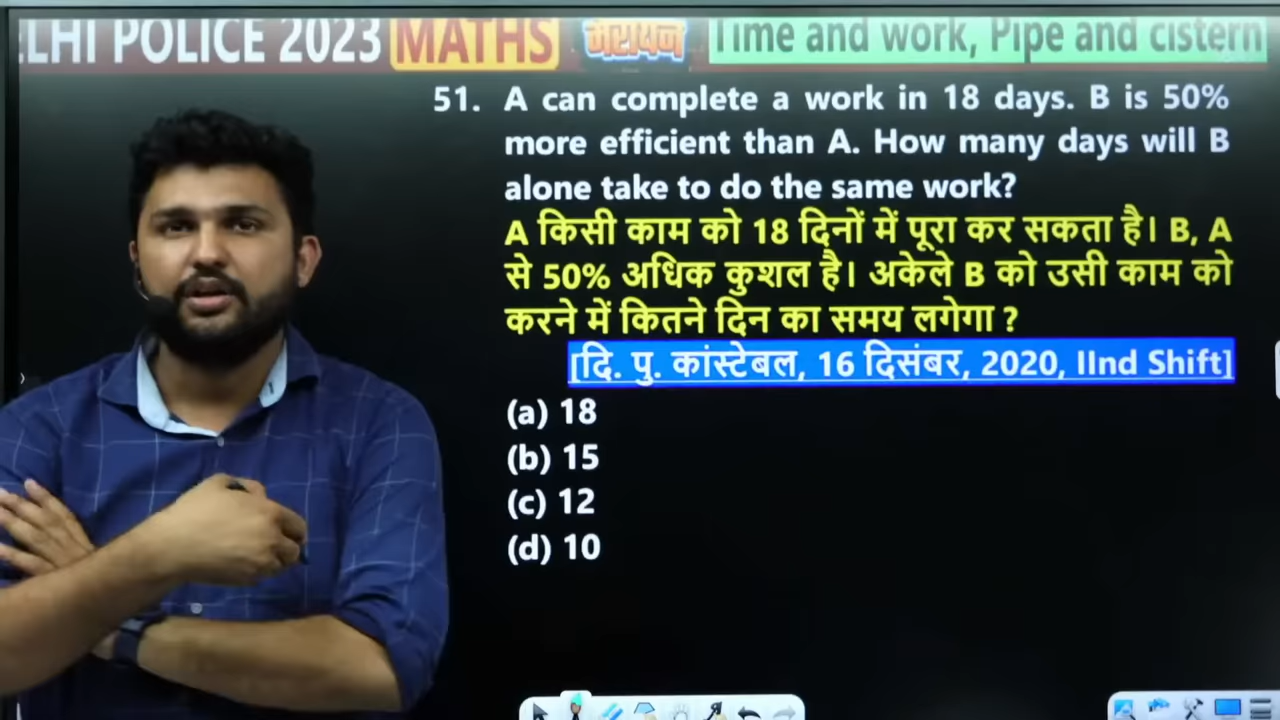 LHI POLICE 2023 MATHS मैराथन Time and work, Pipe and cistern
51. A can complete a work in 18 days. B is 50%
more efficient than A. How many days will B
alone take to do the same work?
A किसी काम को 18 दिनों में पूरा कर सकता है। B, A
से 50% अधिक कुशल है। अकेले B को उसी काम को
करने में कितने दिन का समय लगेगा ?
[दि. पु. कांस्टेबल, 16 दिसंबर, 2020, IInd Shift]
(a) 18
(b) 15
(c) 12
(d) 10